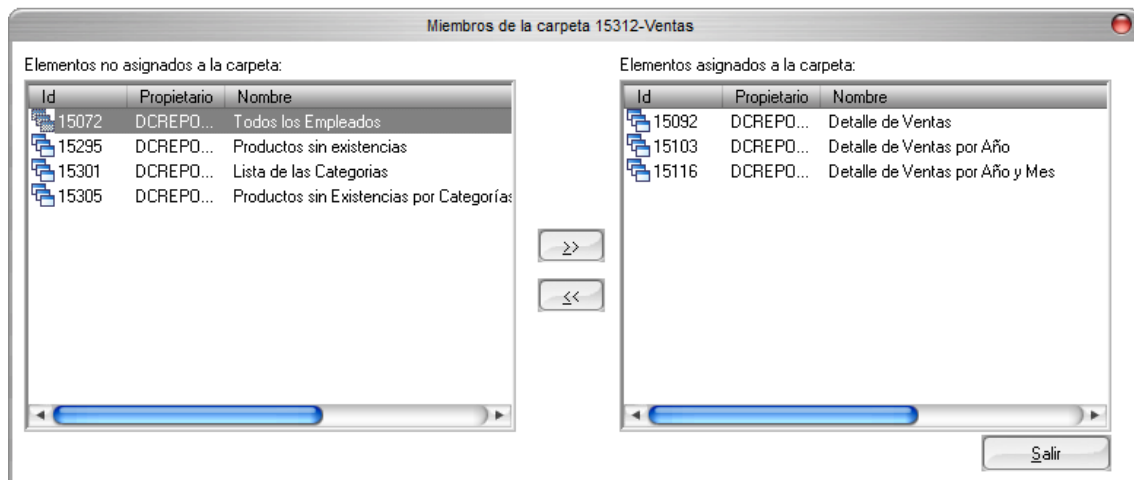 Miembros de la carpeta 15312-Ventas
Elementos no asignados a la carpeta:
Id Propietario Nombre
15072 DCREPO... Todos los Empleados
15295 DCREPO... Productos sin existencias
15301 DCREPO... Lista de las Categorias
15305 DCREPO... Productos sin Existencias por Categorías
>>
<<
Elementos asignados a la carpeta:
Id Propietario Nombre
15092 DCREPO... Detalle de Ventas
15103 DCREPO... Detalle de Ventas por Año
15116 DCREPO... Detalle de Ventas por Año y Mes
Salir